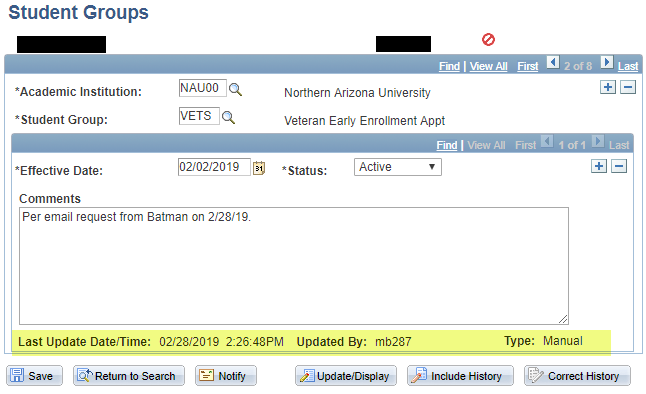 Student Groups
Find | View All First 2 of 8 Last
*Academic Institution: NAU00 Northern Arizona University
*Student Group: VETS Veteran Early Enrollment Appt
Find | View All First 1 of 1 Last
*Effective Date: 02/02/2019 31 *Status: Active
Comments
Per email request from Batman on 2/28/19.
Last Update Date/Time: 02/28/2019 2:26:48PM Updated By: mb287 Type: Manual
Save Return to Search Notify Update/Display Include History Correct History